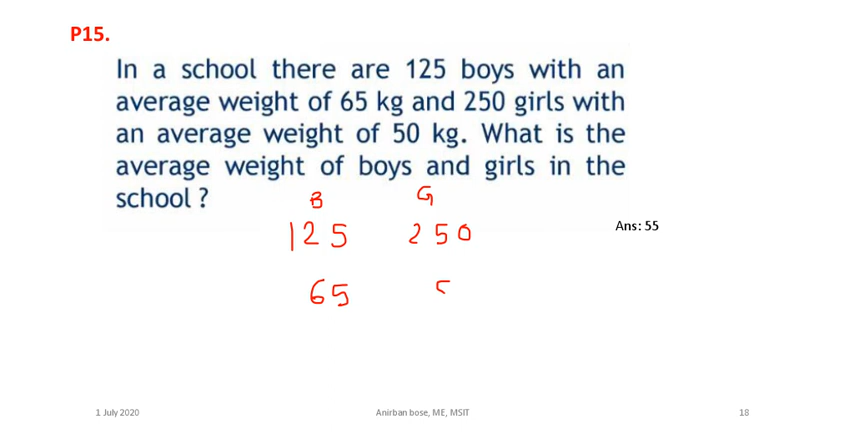 P15.
In a school there are 125 boys with an
average weight of 65 kg and 250 girls with
an average weight of 50 kg. What is the
average weight of boys and girls in the
school ?
B G
Ans: 55
125 250
65 5
1 July 2020 Anirban bose, ME, MSIT 18